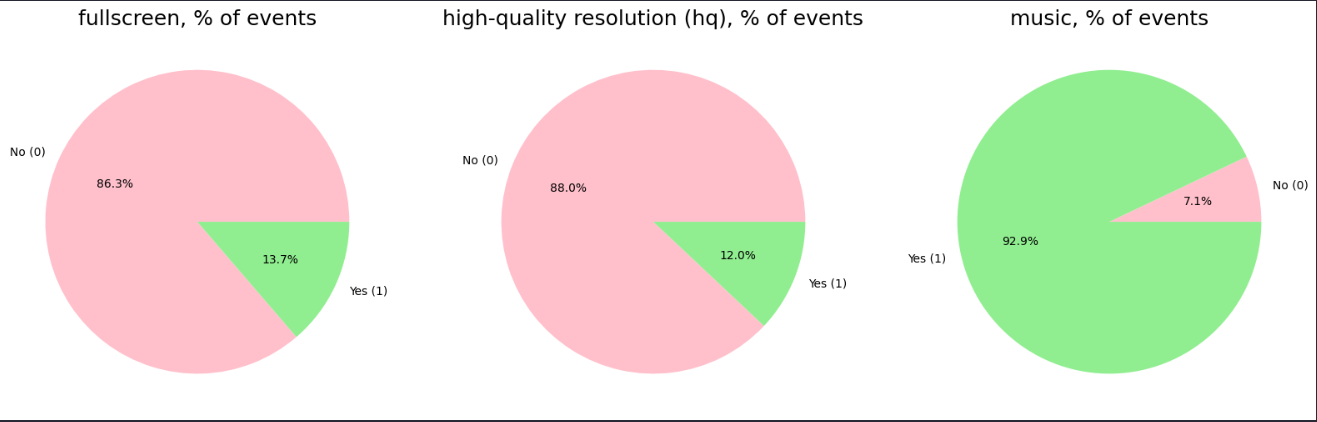 fullscreen, % of events
No (0)
86.3%
13.7%
Yes (1)
high-quality resolution (hq), % of events
No (0)
88.0%
12.0%
Yes (1)
music, % of events
No (0)
7.1%
92.9%
Yes (1)